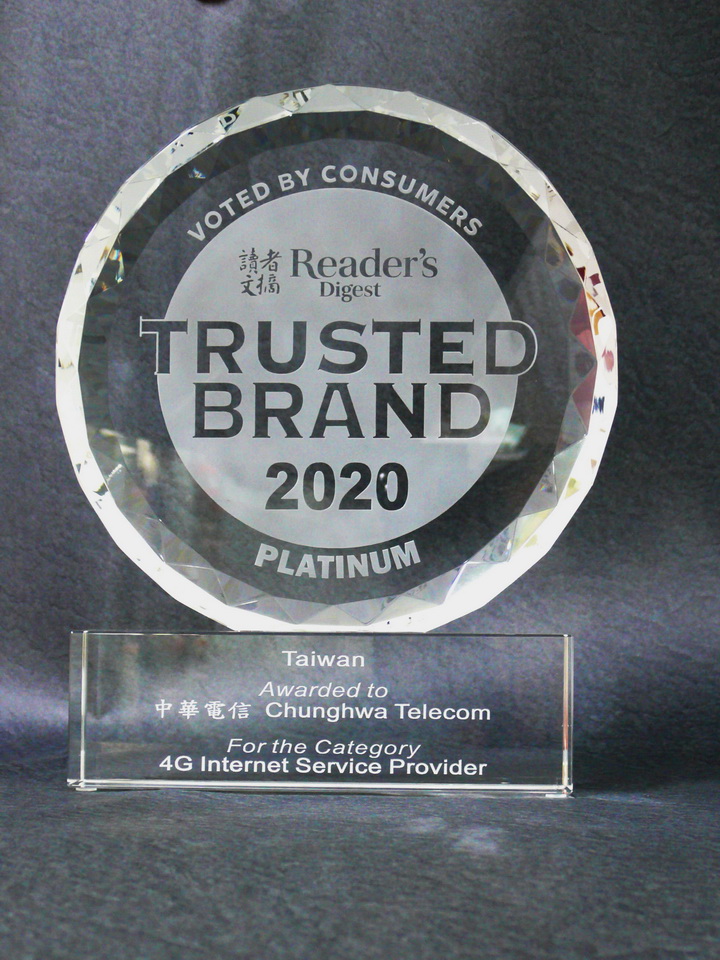 VOTED BY CONSUMERS
讀者文摘 Reader's Digest
TRUSTED
BRAND
2020
PLATINUM
Taiwan
Awarded to
中華電信 Chunghwa Telecom
For the Category
4G Internet Service Provider